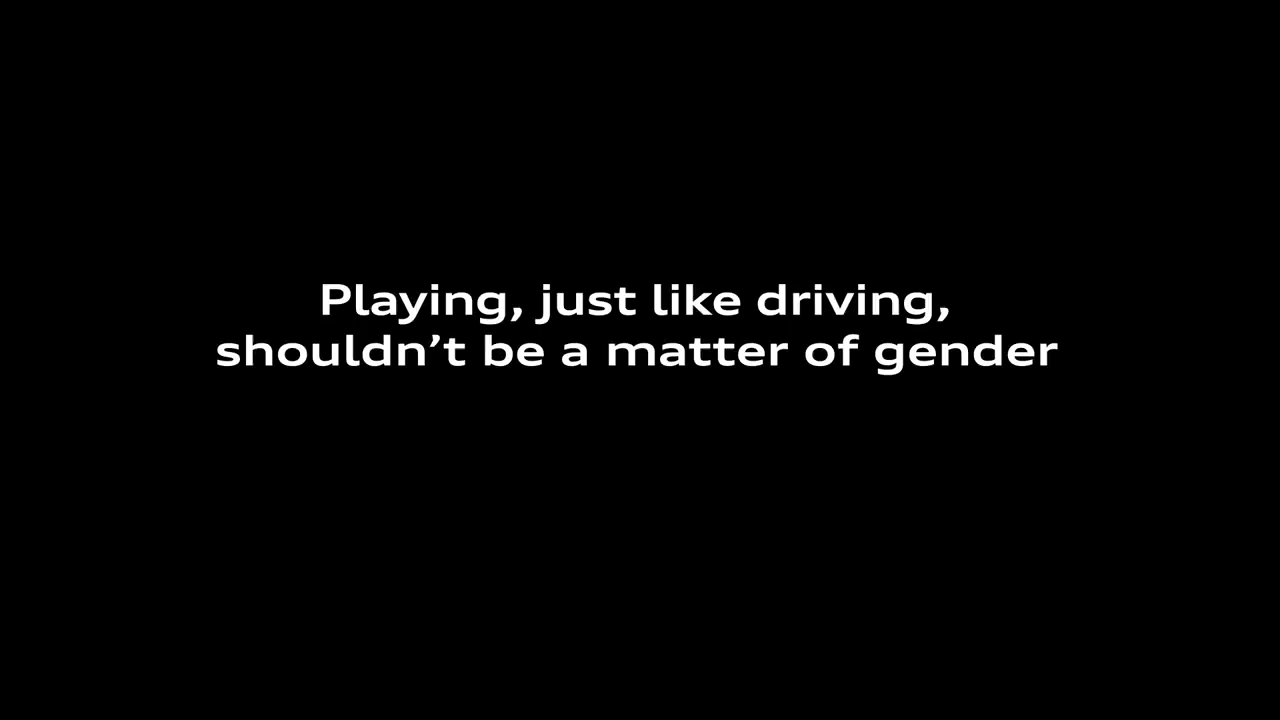 Playing, just like driving,
shouldn’t be a matter of gender